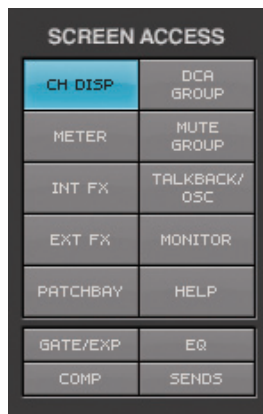 SCREEN ACCESS
CH DISP
DCA
GROUP
METER
MUTE
GROUP
INT FX
TALKBACK/
OSC
EXT FX
MONITOR
PATCHBAY
HELP
GATE/EXP
EQ
COMP
SENDS